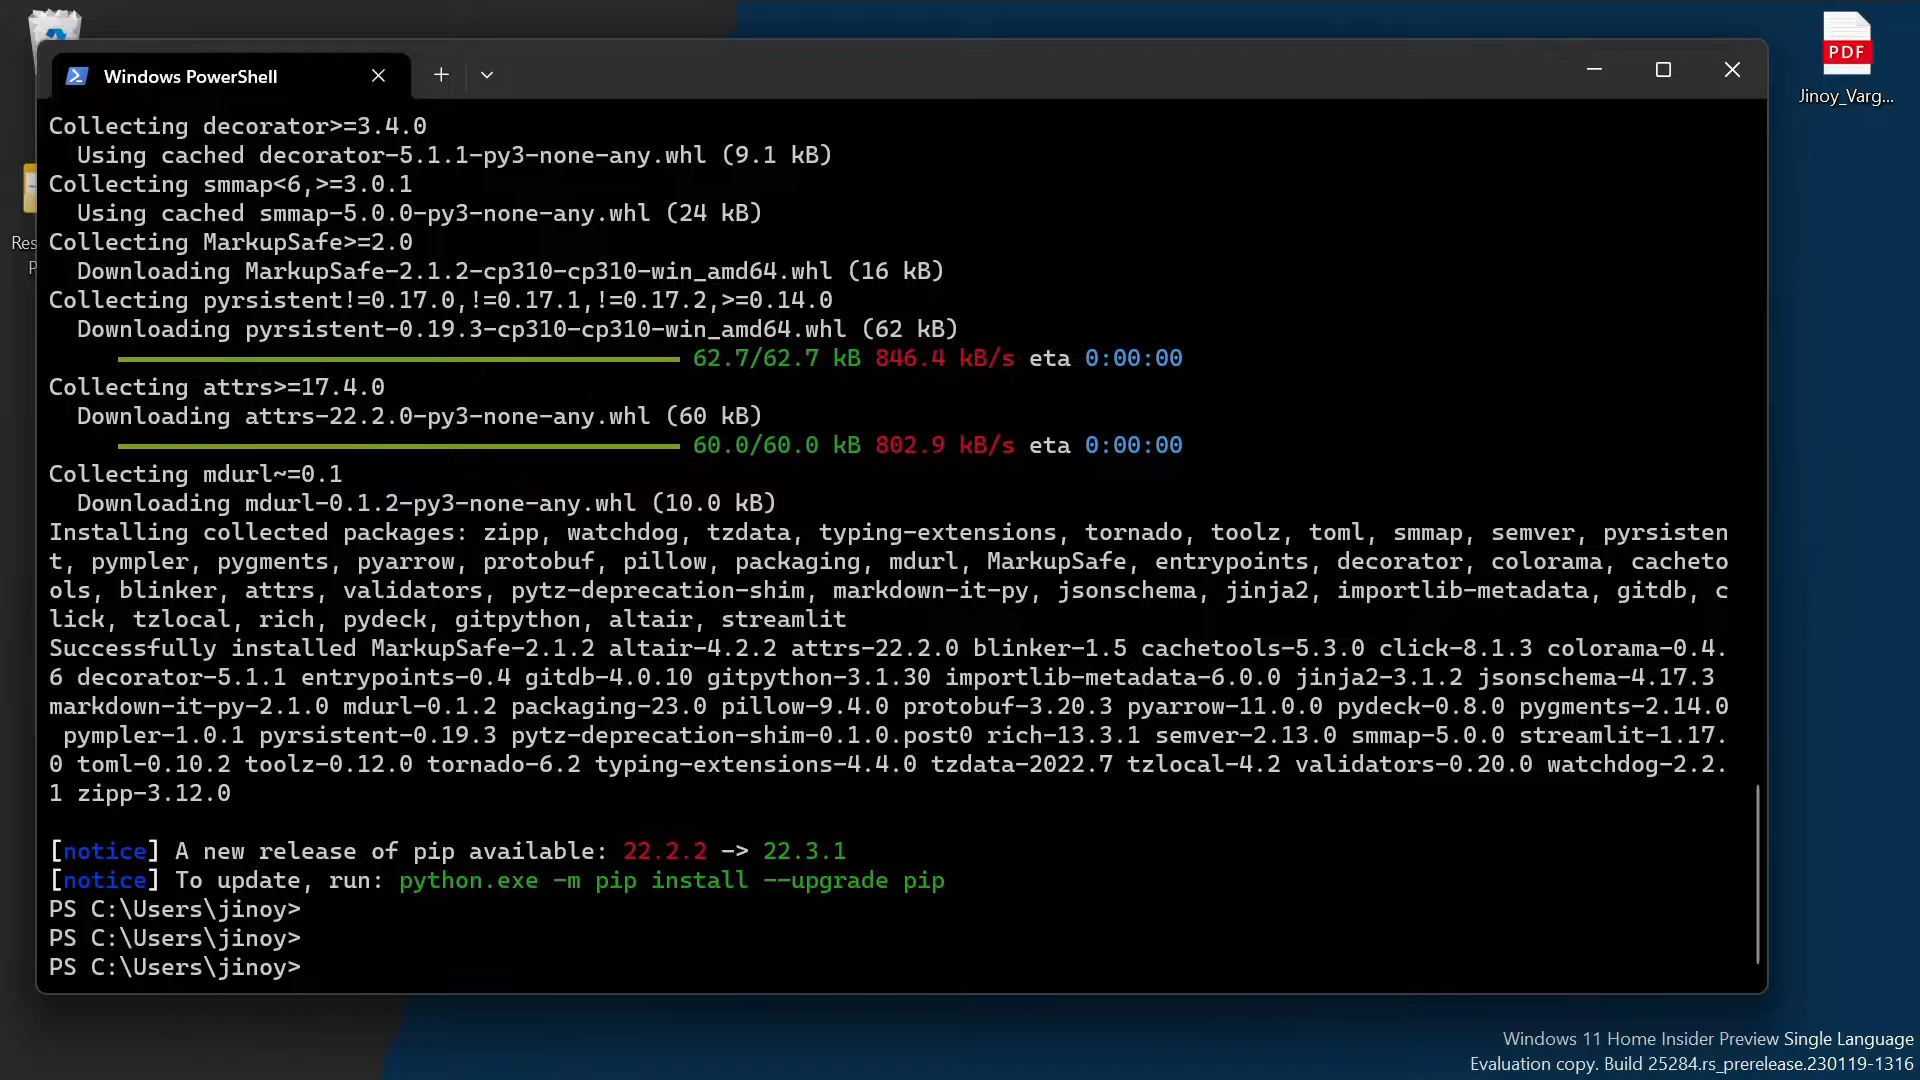 Windows PowerShell
PDF
Jinoy_Varg...
Collecting decorator>=3.4.0
Using cached decorator-5.1.1-py3-none-any.whl (9.1 kB)
Collecting smmap<6,>=3.0.1
Using cached smmap-5.0.0-py3-none-any.whl (24 kB)
Res
P
Collecting MarkupSafe>=2.0
Downloading MarkupSafe-2.1.2-cp310-cp310-win_amd64.whl (16 kB)
Collecting pyrsistent!=0.17.0,!=0.17.1,!=0.17.2,>=0.14.0
Downloading pyrsistent-0.19.3-cp310-cp310-win_amd64.whl (62 kB)
62.7/62.7 kB 846.4 kB/s eta 0:00:00
Collecting attrs>=17.4.0
Downloading attrs-22.2.0-py3-none-any.whl (60 kB)
60.0/60.0 kB 802.9 kB/s eta 0:00:00
Collecting mdurl~=0.1
Downloading mdurl-0.1.2-py3-none-any.whl (10.0 kB)
Installing collected packages: zipp, watchdog, tzdata, typing-extensions, tornado, toolz, toml, smmap, semver, pyrsisten
t, pympler, pygments, pyarrow, protobuf, pillow, packaging, mdurl, MarkupSafe, entrypoints, decorator, colorama, cacheto
ols, blinker, attrs, validators, pytz-deprecation-shim, markdown-it-py, jsonschema, jinja2, importlib-metadata, gitdb, c
lick, tzlocal, rich, pydeck, gitpython, altair, streamlit
Successfully installed MarkupSafe-2.1.2 altair-4.2.2 attrs-22.2.0 blinker-1.5 cachetools-5.3.0 click-8.1.3 colorama-0.4.
6 decorator-5.1.1 entrypoints-0.4 gitdb-4.0.10 gitpython-3.1.30 importlib-metadata-6.0.0 jinja2-3.1.2 jsonschema-4.17.3
markdown-it-py-2.1.0 mdurl-0.1.2 packaging-23.0 pillow-9.4.0 protobuf-3.20.3 pyarrow-11.0.0 pydeck-0.8.0 pygments-2.14.0
pympler-1.0.1 pyrsistent-0.19.3 pytz-deprecation-shim-0.1.0.post0 rich-13.3.1 semver-2.13.0 smmap-5.0.0 streamlit-1.17.
0 toml-0.10.2 toolz-0.12.0 tornado-6.2 typing-extensions-4.4.0 tzdata-2022.7 tzlocal-4.2 validators-0.20.0 watchdog-2.2.
1 zipp-3.12.0
[notice] A new release of pip available: 22.2.2 -> 22.3.1
[notice] To update, run: python.exe -m pip install --upgrade pip
PS C:\Users\jinoy>
PS C:\Users\jinoy>
PS C:\Users\jinoy>
Windows 11 Home Insider Preview Single Language
Evaluation copy. Build 25284.rs_prerelease.230119-1316